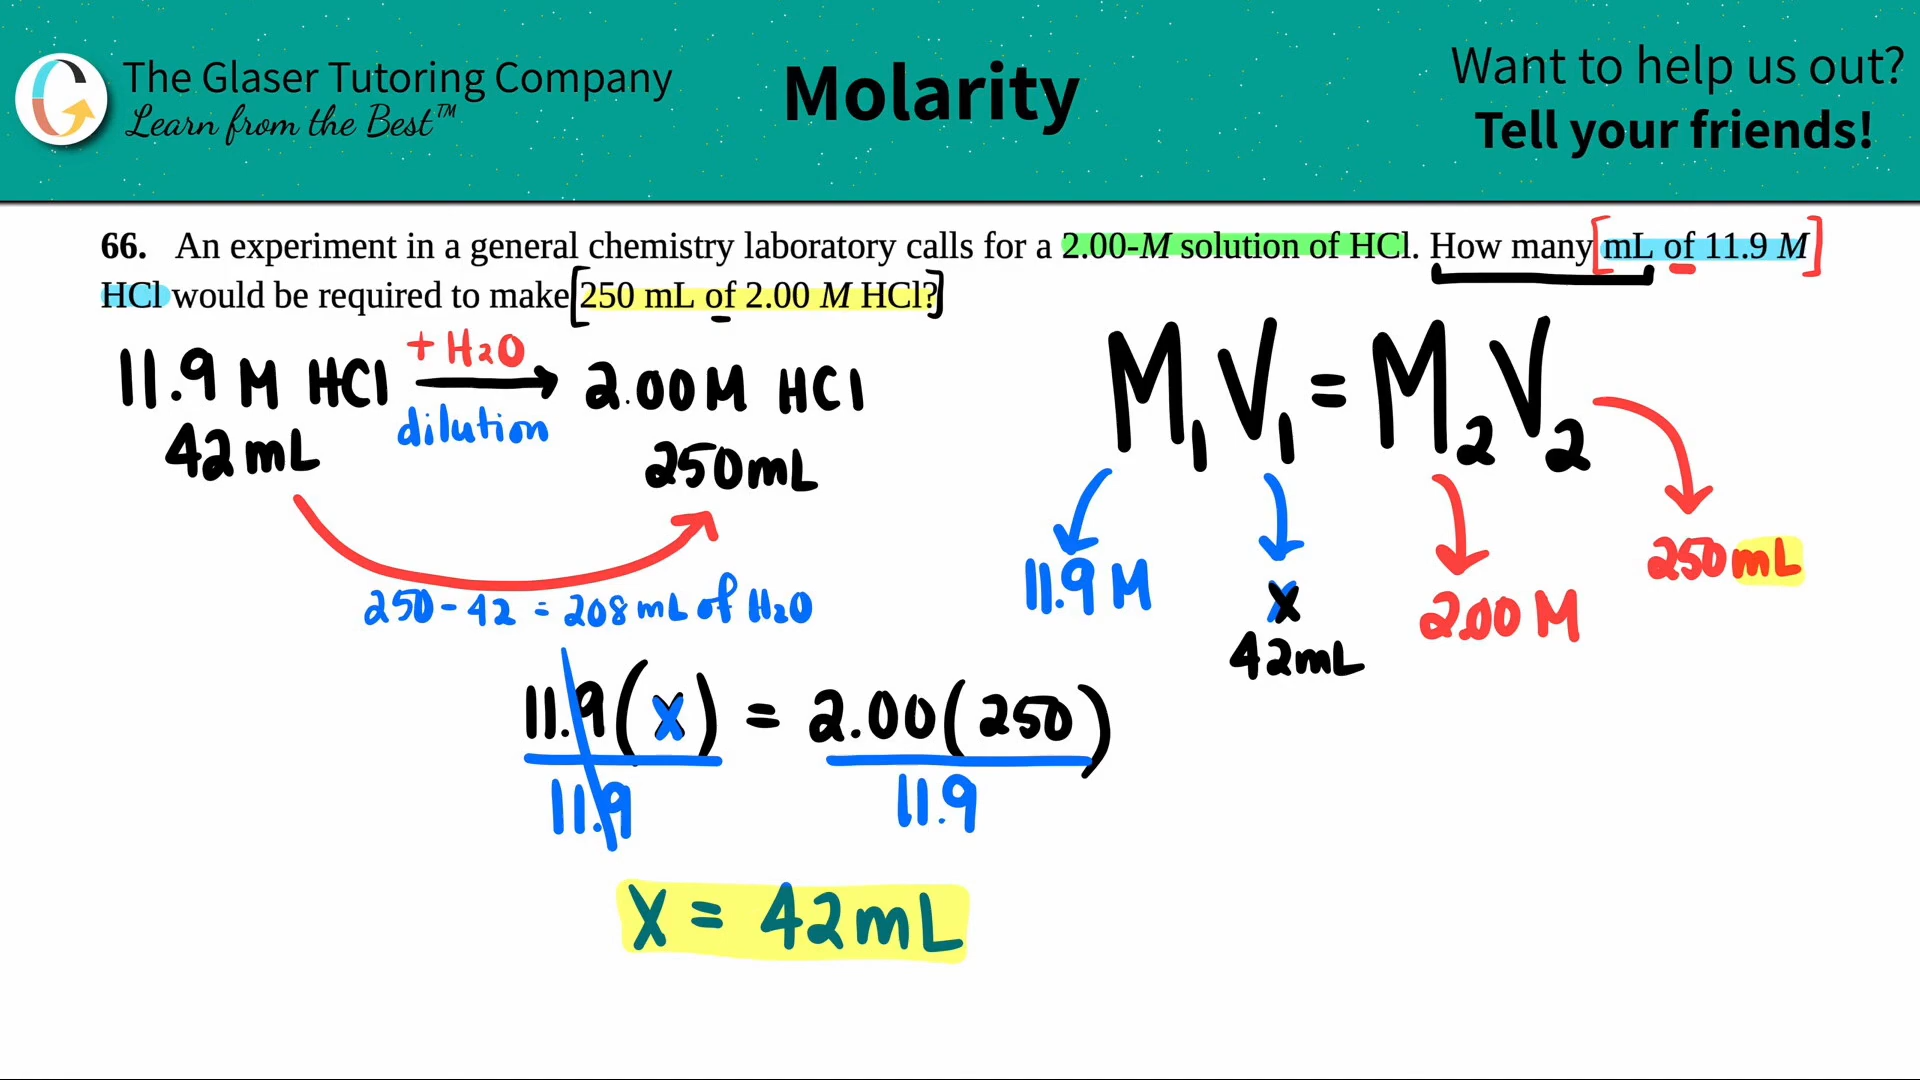 The Glaser Tutoring Company
Learn from the Best™
Molarity
Want to help us out?
Tell your friends!
66. An experiment in a general chemistry laboratory calls for a 2.00-M solution of HCl. How many [mL of 11.9 M]
HCl would be required to make [250 mL of 2.00 M HCl?]
11.9 M HCl + H₂O → 2.00 M HCl
dilution
42 mL
250 mL
250 - 42 = 208 mL of H₂O
M₁ V₁ = M₂ V₂
11.9 M
x
42 mL
2.00 M
250 mL
11.9 (x) = 2.00 (250)
11.9 11.9
x = 42 mL